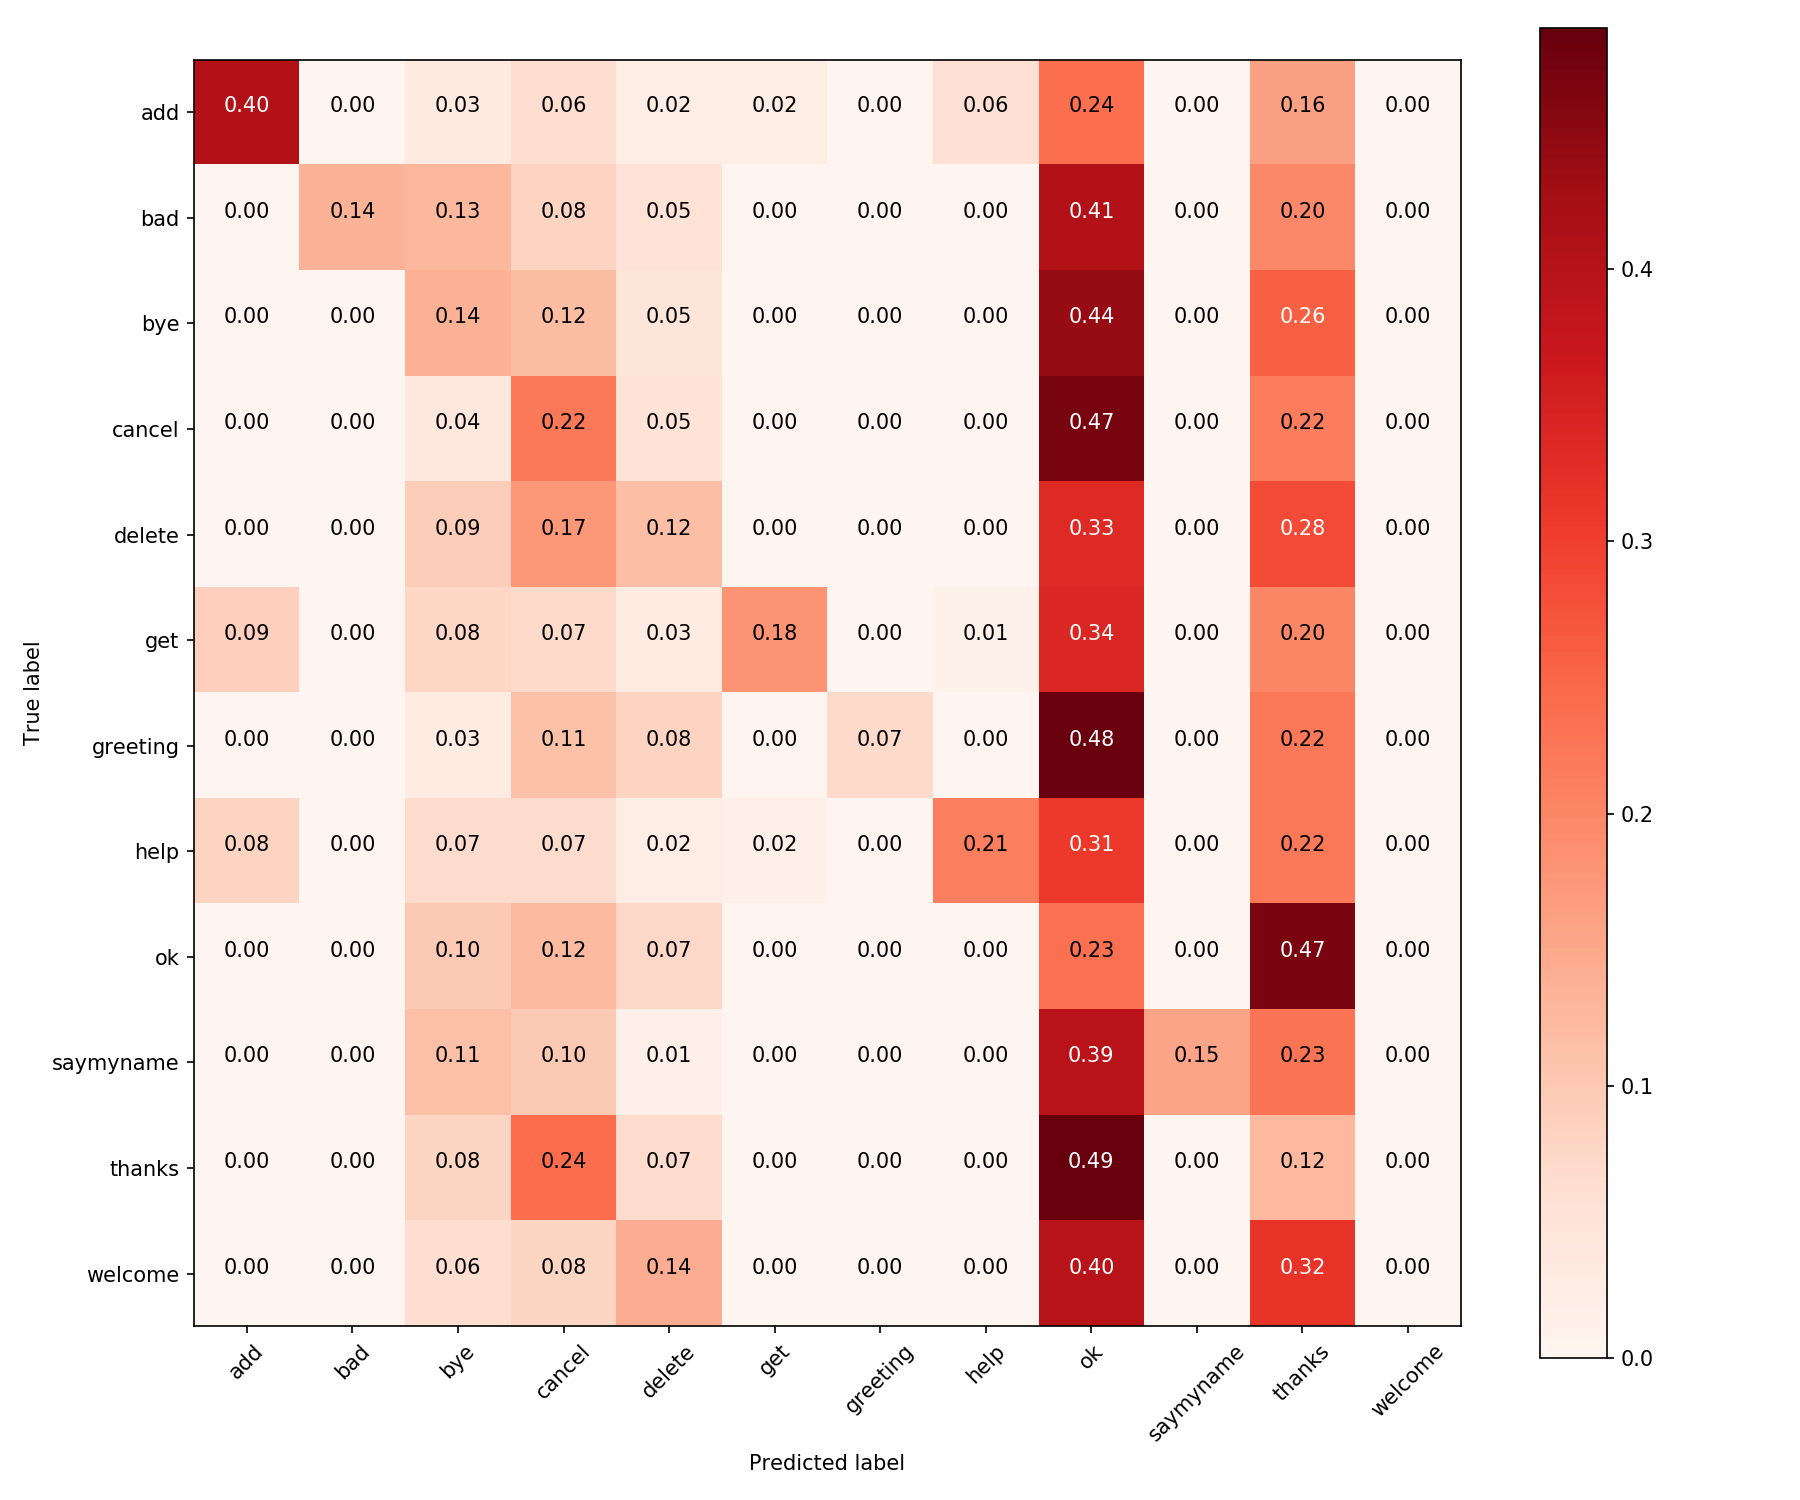 add 0.40 0.00 0.03 0.06 0.02 0.02 0.00 0.06 0.24 0.00 0.16 0.00
bad 0.00 0.14 0.13 0.08 0.05 0.00 0.00 0.00 0.41 0.00 0.20 0.00
bye 0.00 0.00 0.14 0.12 0.05 0.00 0.00 0.00 0.44 0.00 0.26 0.00
cancel 0.00 0.00 0.04 0.22 0.05 0.00 0.00 0.00 0.47 0.00 0.22 0.00
delete 0.00 0.00 0.09 0.17 0.12 0.00 0.00 0.00 0.33 0.00 0.28 0.00
get 0.09 0.00 0.08 0.07 0.03 0.18 0.00 0.01 0.34 0.00 0.20 0.00
greeting 0.00 0.00 0.03 0.11 0.08 0.00 0.07 0.00 0.48 0.00 0.22 0.00
help 0.08 0.00 0.07 0.07 0.02 0.02 0.00 0.21 0.31 0.00 0.22 0.00
ok 0.00 0.00 0.10 0.12 0.07 0.00 0.00 0.00 0.23 0.00 0.47 0.00
saymyname 0.00 0.00 0.11 0.10 0.01 0.00 0.00 0.00 0.39 0.15 0.23 0.00
thanks 0.00 0.00 0.08 0.24 0.07 0.00 0.00 0.00 0.49 0.00 0.12 0.00
welcome 0.00 0.00 0.06 0.08 0.14 0.00 0.00 0.00 0.40 0.00 0.32 0.00
add bad bye cancel delete get greeting help ok saymyname thanks welcome
Predicted label
True label
0.4
0.3
0.2
0.1
0.0